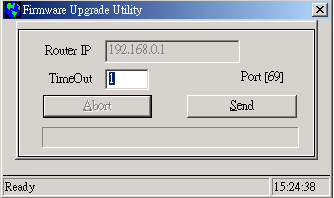 Firmware Upgrade Utility
Router IP 192.168.0.1
TimeOut 1 Port [69]
Abort Send
Ready 15:24:38